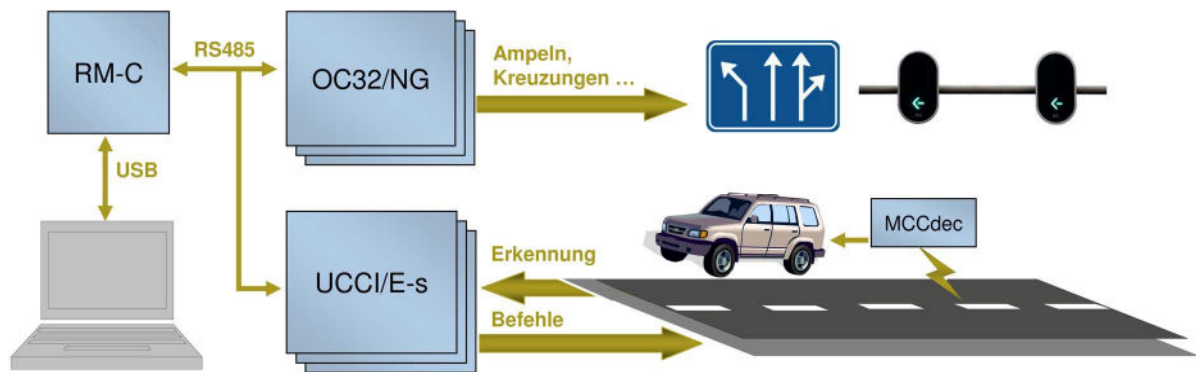 RM-C
RS485
OC32/NG
Ampeln,
Kreuzungen ...
USB
MCCdec
UCCI/E-s
Erkennung
Befehle